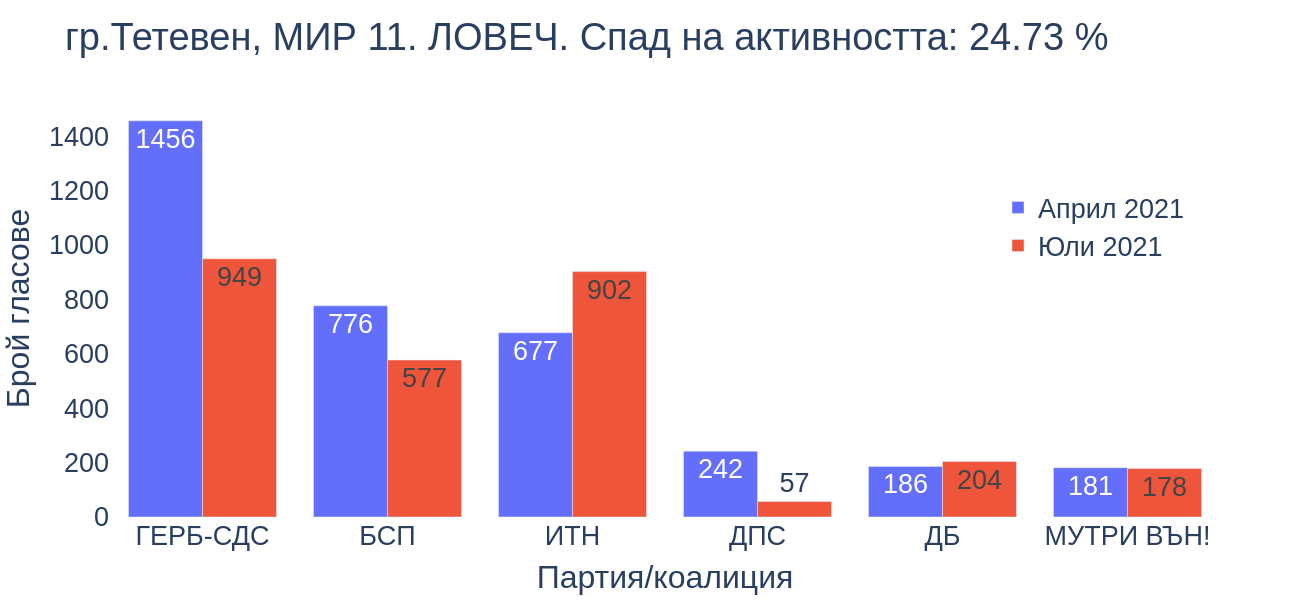 гр.Тетевен, МИР 11. ЛОВЕЧ. Спад на активността: 24.73 %
Брой гласове
1400
1200
1000
800
600
400
200
0
1456
949
776
577
677
902
242
57
186
204
181
178
Април 2021
Юли 2021
ГЕРБ-СДС
БСП
ИТН
ДПС
ДБ
МУТРИ ВЪН!
Партия/коалиция